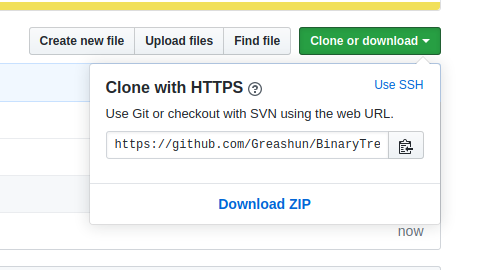 Create new file Upload files Find file Clone or download
Clone with HTTPS ? Use SSH
Use Git or checkout with SVN using the web URL.
https://github.com/Greashun/BinaryTre
Download ZIP
now